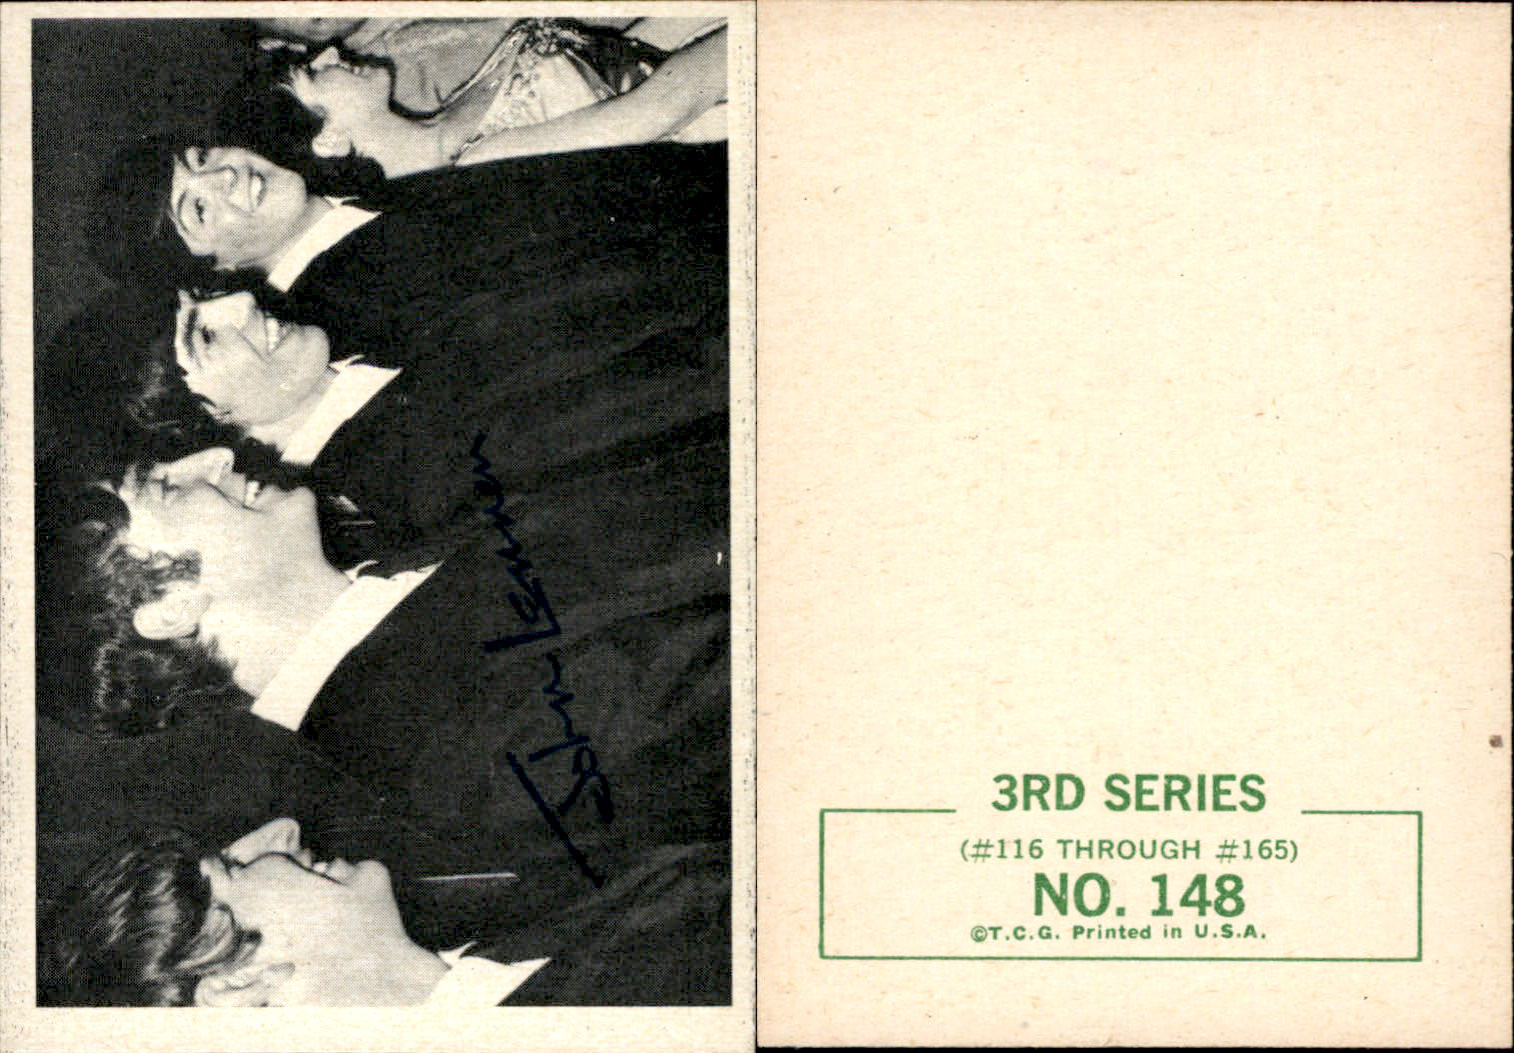 John Lennon
3RD SERIES
(#116 THROUGH #165)
NO. 148
©T.C.G. Printed in U.S.A.